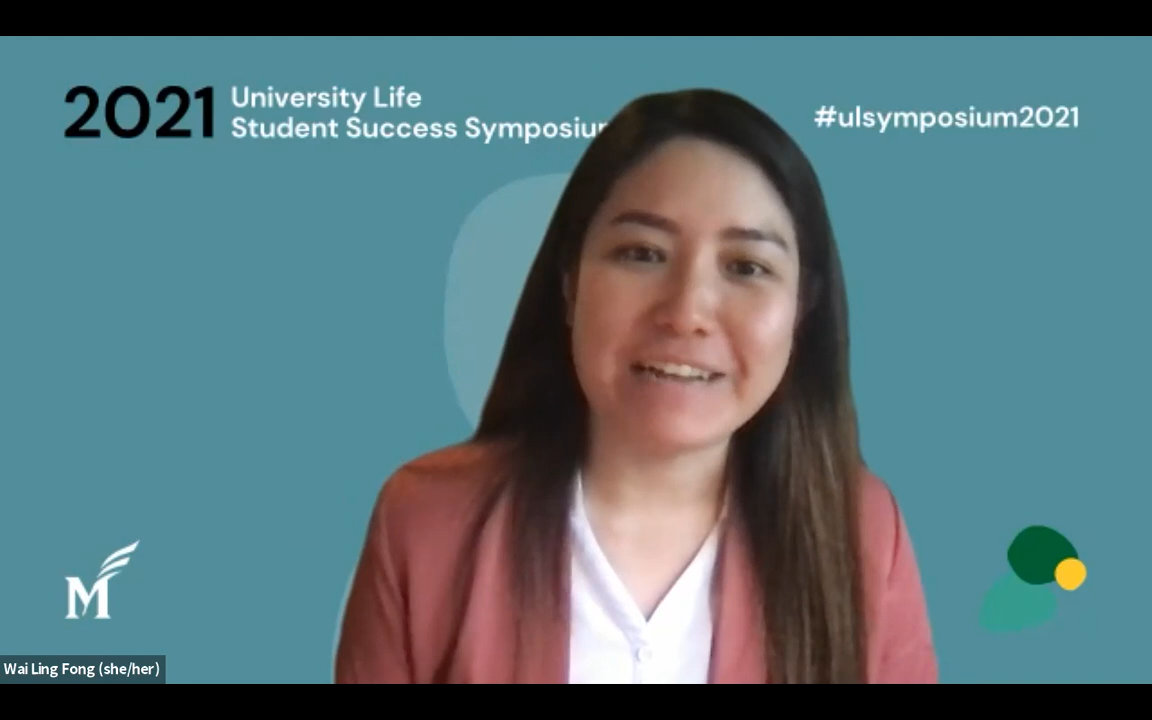 2021
University Life
Student Success Symposiu
#ulsymposium2021
M
Wai Ling Fong (she/her)